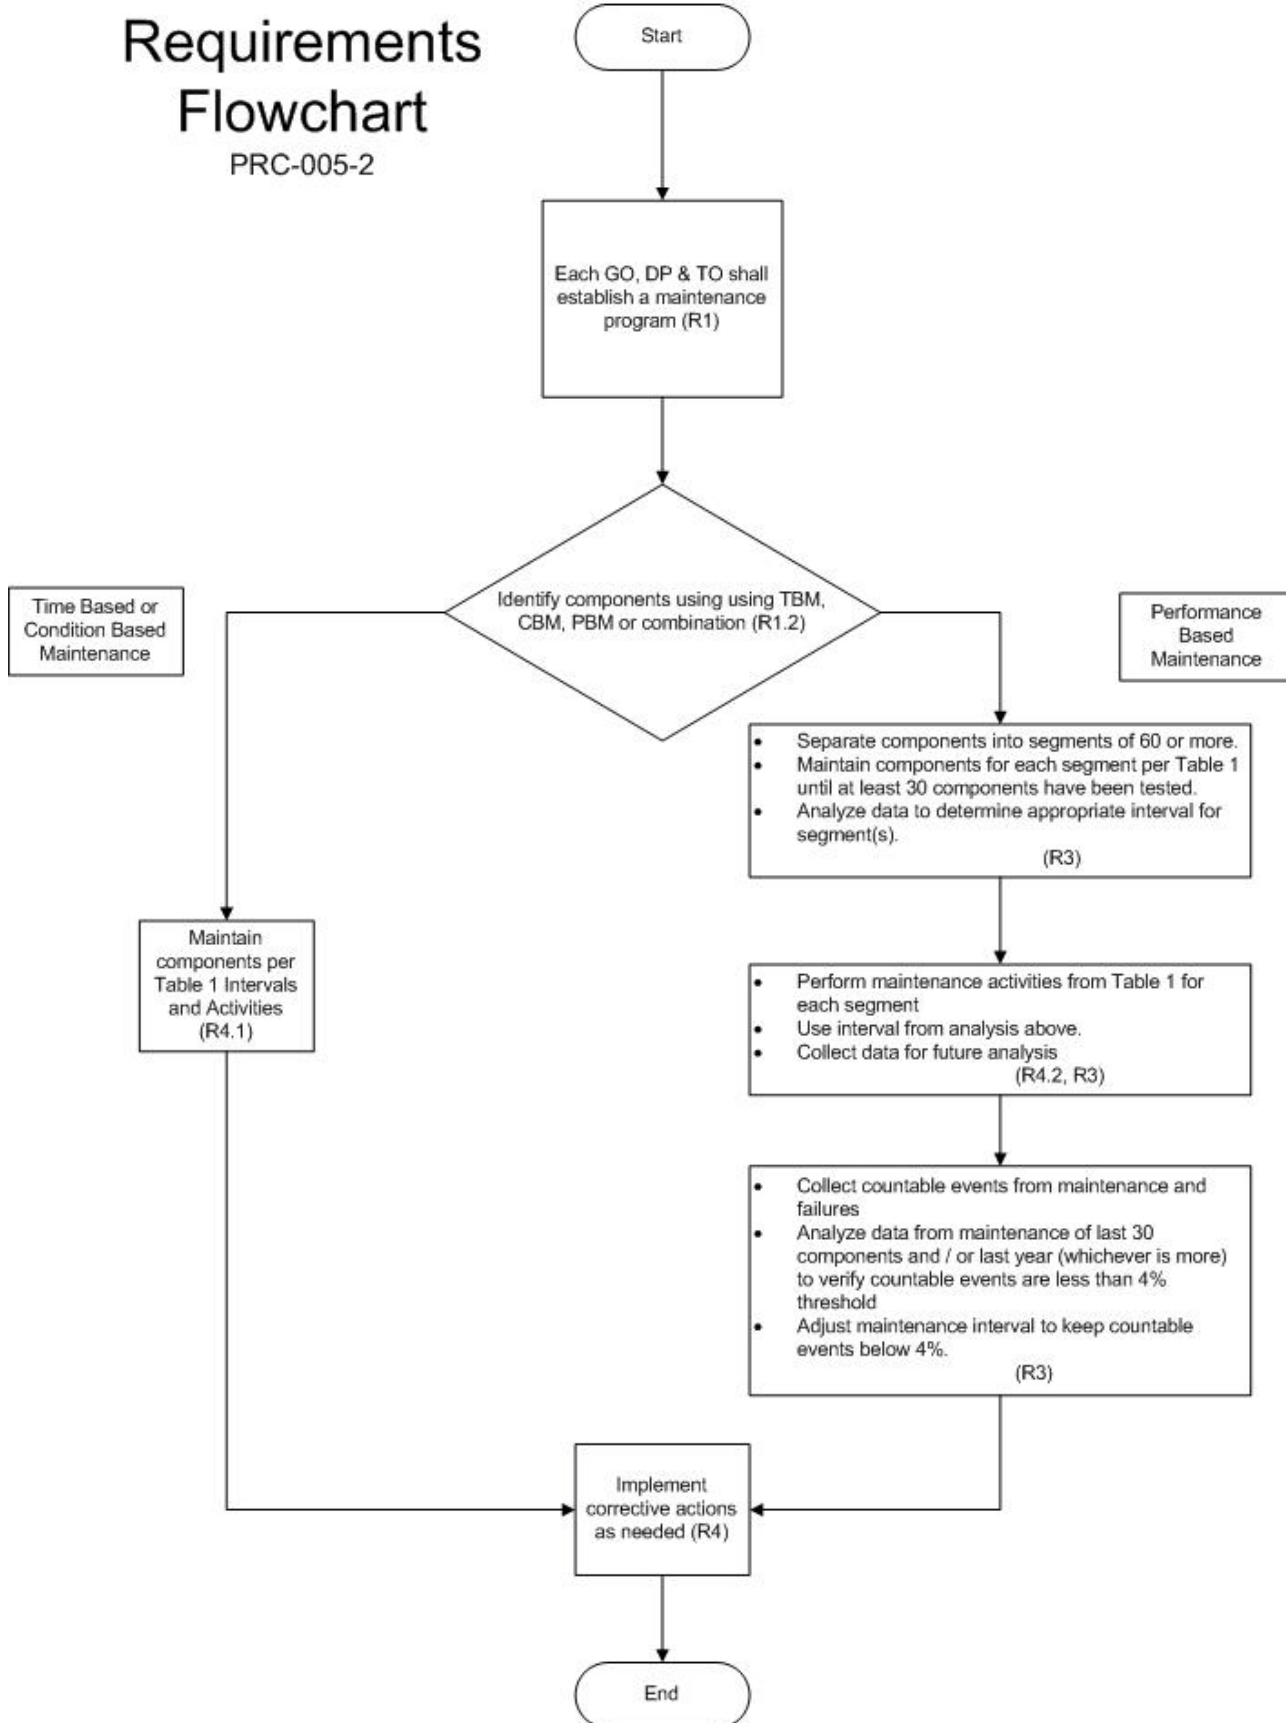 Requirements
Flowchart
PRC-005-2
Start
Each GO, DP & TO shall
establish a maintenance
program (R1)
Identify components using using TBM,
CBM, PBM or combination (R1.2)
Time Based or
Condition Based
Maintenance
Performance
Based
Maintenance
• Separate components into segments of 60 or more.
• Maintain components for each segment per Table 1
until at least 30 components have been tested.
• Analyze data to determine appropriate interval for
segment(s).
(R3)
Maintain
components per
Table 1 Intervals
and Activities
(R4.1)
• Perform maintenance activities from Table 1 for
each segment
• Use interval from analysis above.
• Collect data for future analysis
(R4.2, R3)
• Collect countable events from maintenance and
failures
• Analyze data from maintenance of last 30
components and / or last year (whichever is more)
to verify countable events are less than 4%
threshold
• Adjust maintenance interval to keep countable
events below 4%.
(R3)
Implement
corrective actions
as needed (R4)
End